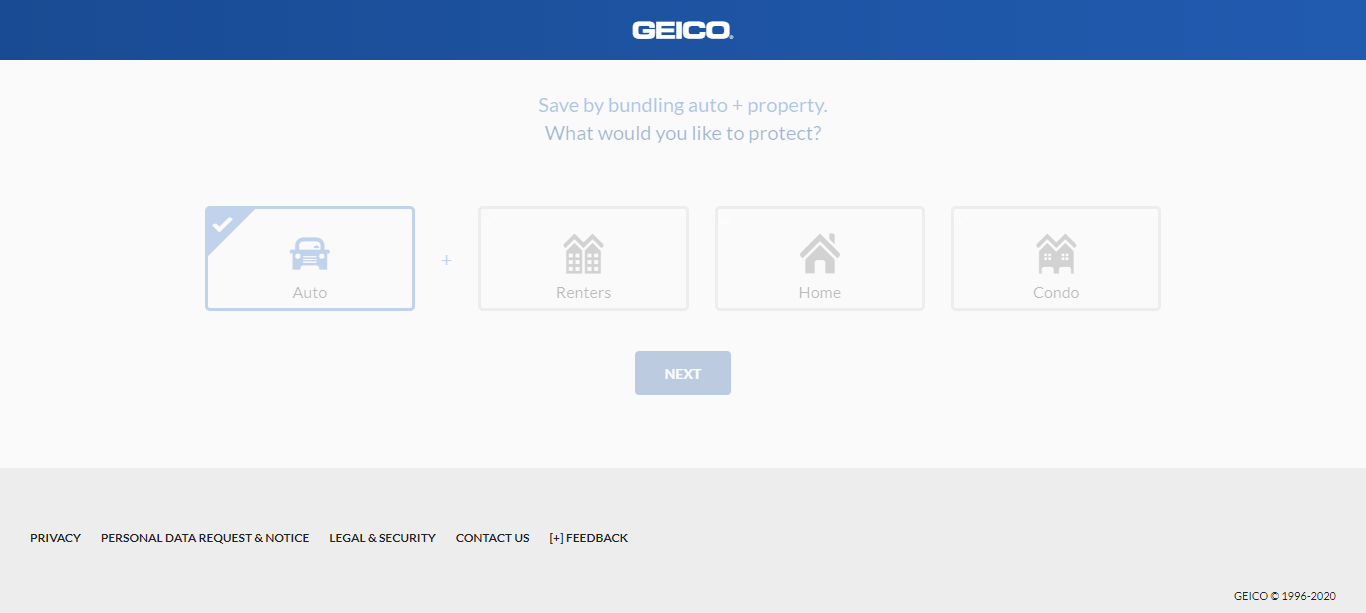 GEICO
Save by bundling auto + property.
What would you like to protect?
Auto
+
Renters
Home
Condo
NEXT
PRIVACY PERSONAL DATA REQUEST & NOTICE LEGAL & SECURITY CONTACT US [+] FEEDBACK
GEICO © 1996-2020